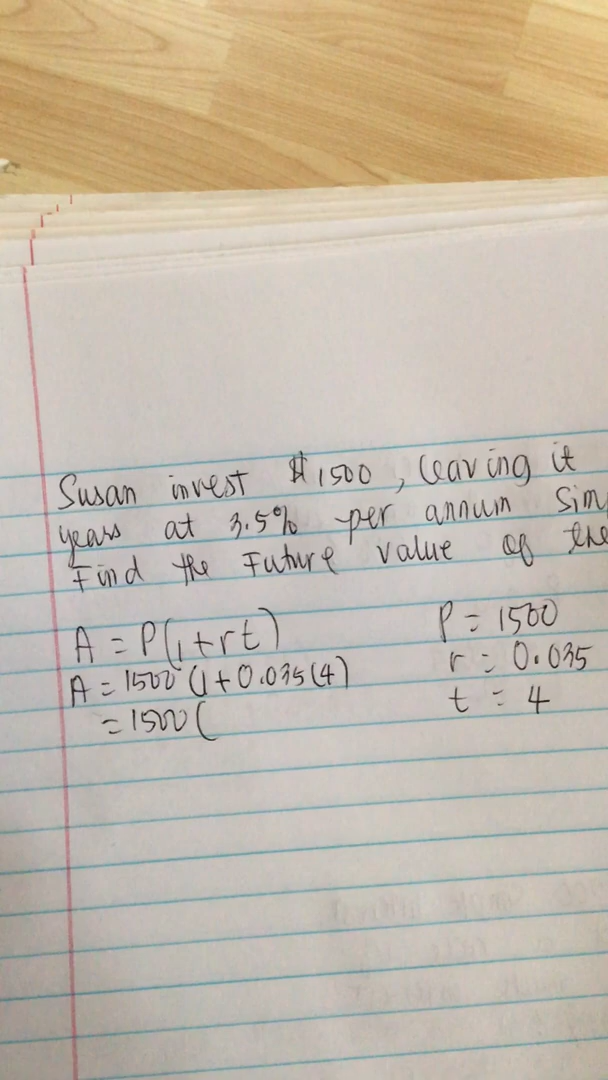 Susan invest $1500, leaving it
years at 3.5% per annum Sim
Find the Future value of the
A = P(1+rt)
P = 1500
A = 1500 (1+0.035(4)
r = 0.035
= 1500 (
t = 4